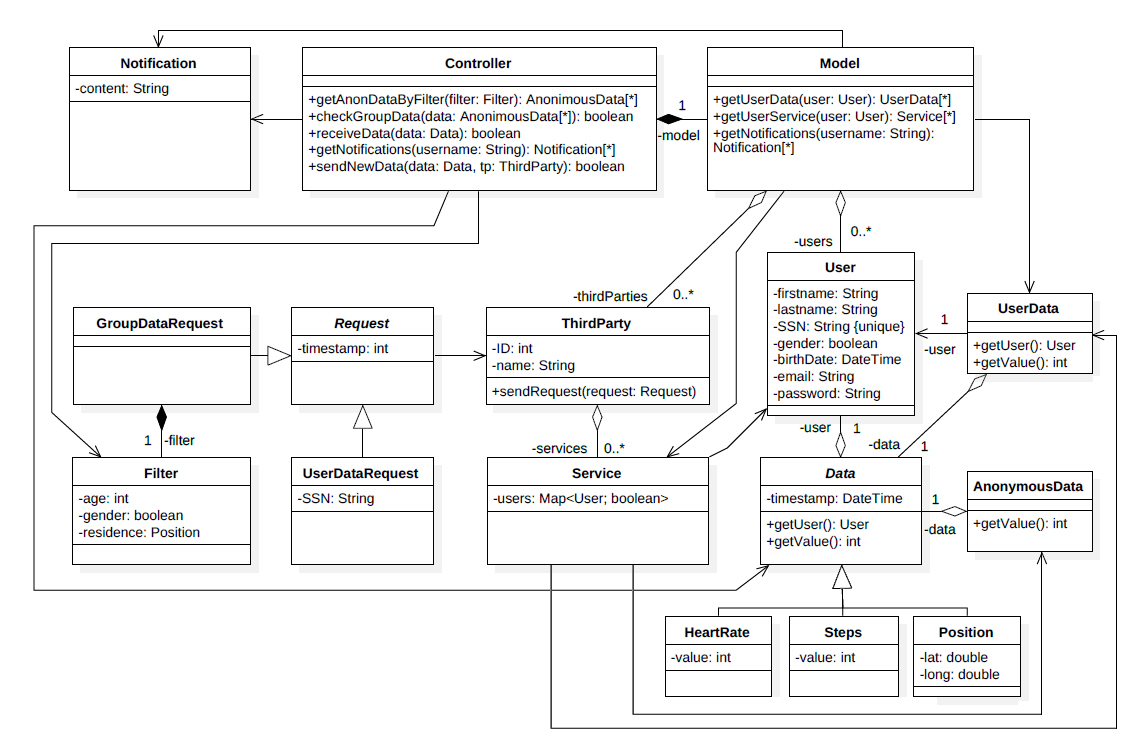 Notification
-content: String
Controller
+getAnonDataByFilter(filter: Filter): AnonimousData[*]
+checkGroupData(data: AnonimousData[*]): boolean
+receiveData(data: Data): boolean
+getNotifications(username: String): Notification[*]
+sendNewData(data: Data, tp: ThirdParty): boolean
1
-model
Model
+getUserData(user: User): UserData[*]
+getUserService(user: User): Service[*]
+getNotifications(username: String):
Notification[*]
-users
0..*
-thirdParties
0..*
GroupDataRequest
Request
-timestamp: int
ThirdParty
-ID: int
-name: String
+sendRequest(request: Request)
User
-firstname: String
-lastname: String
-SSN: String {unique}
-gender: boolean
-birthDate: DateTime
-email: String
-password: String
1
-user
UserData
+getUser(): User
+getValue(): int
1
-filter
-services
0..*
-user
1
-data
1
Filter
-age: int
-gender: boolean
-residence: Position
UserDataRequest
-SSN: String
Service
-users: Map<User; boolean>
Data
-timestamp: DateTime
+getUser(): User
+getValue(): int
1
-data
AnonymousData
+getValue(): int
HeartRate
-value: int
Steps
-value: int
Position
-lat: double
-long: double